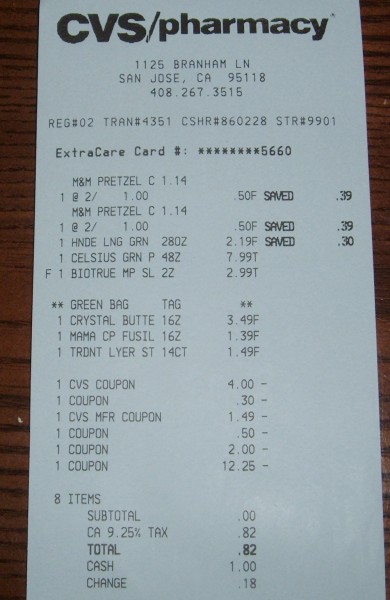 CVS/pharmacy
1125 BRANHAM LN
SAN JOSE, CA 95118
408.267.3515
REG#02 TRAN#4351 CSHR#860228 STR#9901
ExtraCare Card #: ********5660
M&M PRETZEL C 1.14
1 @ 2/ 1.00 .50F SAVED .39
M&M PRETZEL C 1.14
1 @ 2/ 1.00 .50F SAVED .39
1 HNDE LNG GRN 28OZ 2.19F SAVED .30
1 CELSIUS GRN P 48Z 7.99T
F 1 BIOTRUE MP SL 2Z 2.99T
** GREEN BAG TAG **
1 CRYSTAL BUTTE 16Z 3.49F
1 MAMA CP FUSIL 16Z 1.39F
1 TRDNT LYER ST 14CT 1.49F
1 CVS COUPON 4.00 -
1 COUPON .30 -
1 CVS MFR COUPON 1.49 -
1 COUPON .50 -
1 COUPON 2.00 -
1 COUPON 12.25 -
8 ITEMS
SUBTOTAL .00
CA 9.25% TAX .82
TOTAL .82
CASH 1.00
CHANGE .18